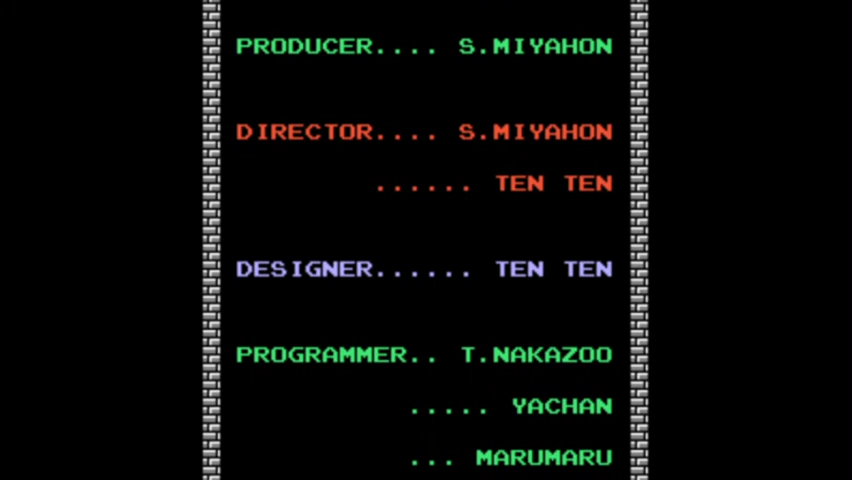 PRODUCER.... S.MIYAHON
DIRECTOR.... S.MIYAHON
...... TEN TEN
DESIGNER...... TEN TEN
PROGRAMMER.. T.NAKAZOO
..... YACHAN
... MARUMARU